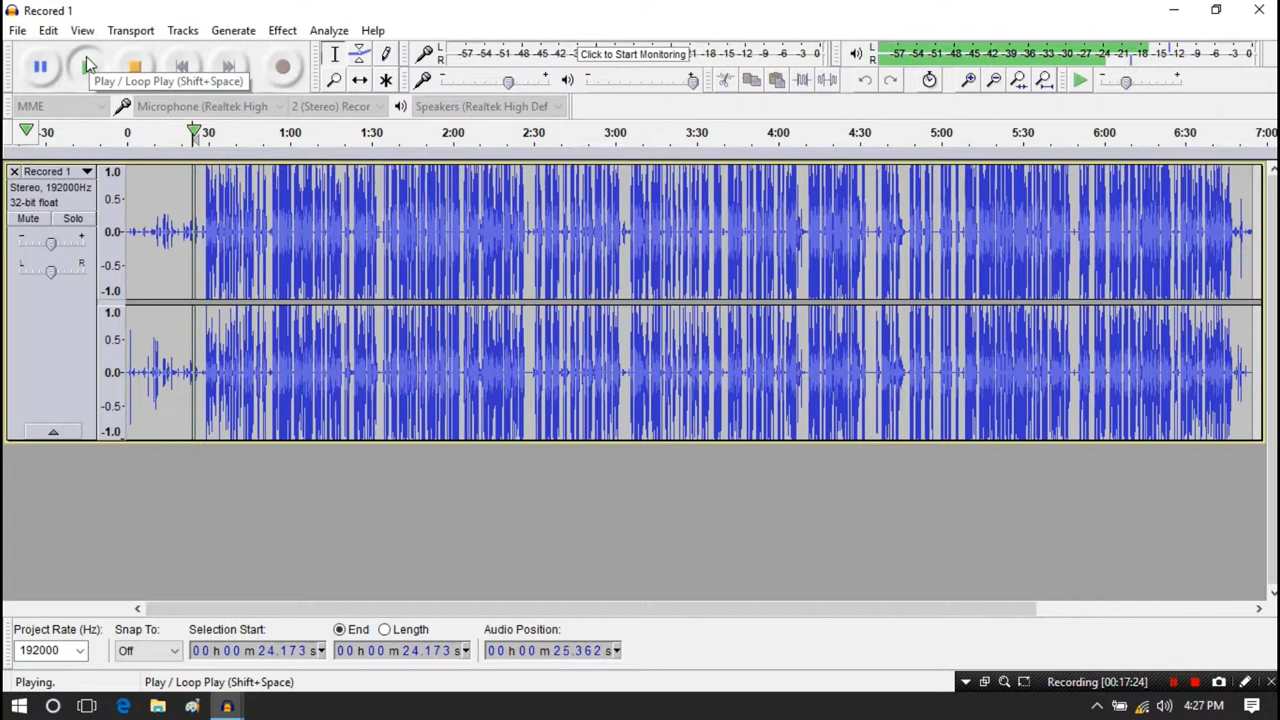 Recored 1
File Edit View Transport Tracks Generate Effect Analyze Help
L R -57 -54 -51 -48 -45 -42 -3 Click to Start Monitoring -12 -9 -6 -3 0
L R -57 -54 -51 -48 -45 -42 -39 -36 -33 -30 -27 -24 -21 -18 -15 -12 -9 -6 -3 0
Play / Loop Play (Shift+Space)
- + - + - +
MME Microphone (Realtek High 2 (Stereo) Recor Speakers (Realtek High Def
-30 0 30 1:00 1:30 2:00 2:30 3:00 3:30 4:00 4:30 5:00 5:30 6:00 6:30 7:00
Recored 1
Stereo, 192000Hz
32-bit float
Mute Solo
- +
L R
1.0
0.5
0.0
-0.5
-1.0
1.0
0.5
0.0
-0.5
-1.0
Project Rate (Hz): Snap To: Selection Start: End Length Audio Position:
192000 Off 00 h 00 m 24.173 s 00 h 00 m 24.173 s 00 h 00 m 25.362 s
Playing. Play / Loop Play (Shift+Space) Recording [00:17:24]
4:27 PM